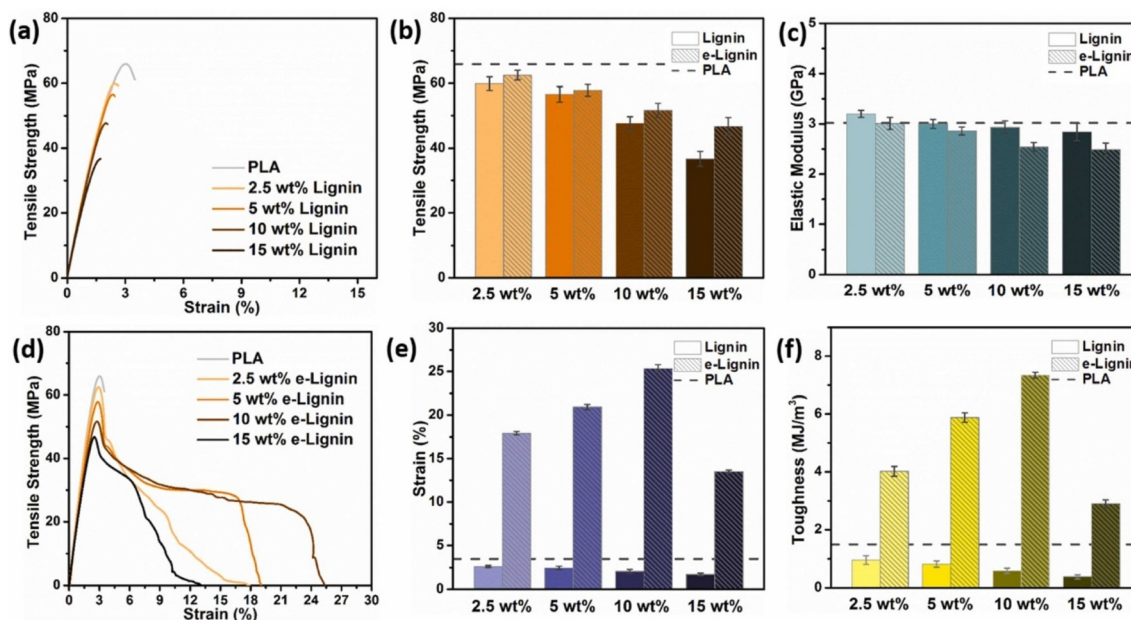 (a)
80
60
40
20
0
Tensile Strength (MPa)
PLA
2.5 wt% Lignin
5 wt% Lignin
10 wt% Lignin
15 wt% Lignin
0 3 6 9 12 15
Strain (%)
(b)
80
60
40
20
0
Tensile Strength (MPa)
Lignin
e-Lignin
PLA
2.5 wt% 5 wt% 10 wt% 15 wt%
(c)
5
4
3
2
1
0
Elastic Modulus (GPa)
Lignin
e-Lignin
PLA
2.5 wt% 5 wt% 10 wt% 15 wt%
(d)
80
60
40
20
0
Tensile Strength (MPa)
PLA
2.5 wt% e-Lignin
5 wt% e-Lignin
10 wt% e-Lignin
15 wt% e-Lignin
0 3 6 9 12 15 18 21 24 27 30
Strain (%)
(e)
30
25
20
15
10
5
0
Strain (%)
Lignin
e-Lignin
PLA
2.5 wt% 5 wt% 10 wt% 15 wt%
(f)
8
6
4
2
0
Toughness (MJ/m³)
Lignin
e-Lignin
PLA
2.5 wt% 5 wt% 10 wt% 15 wt%